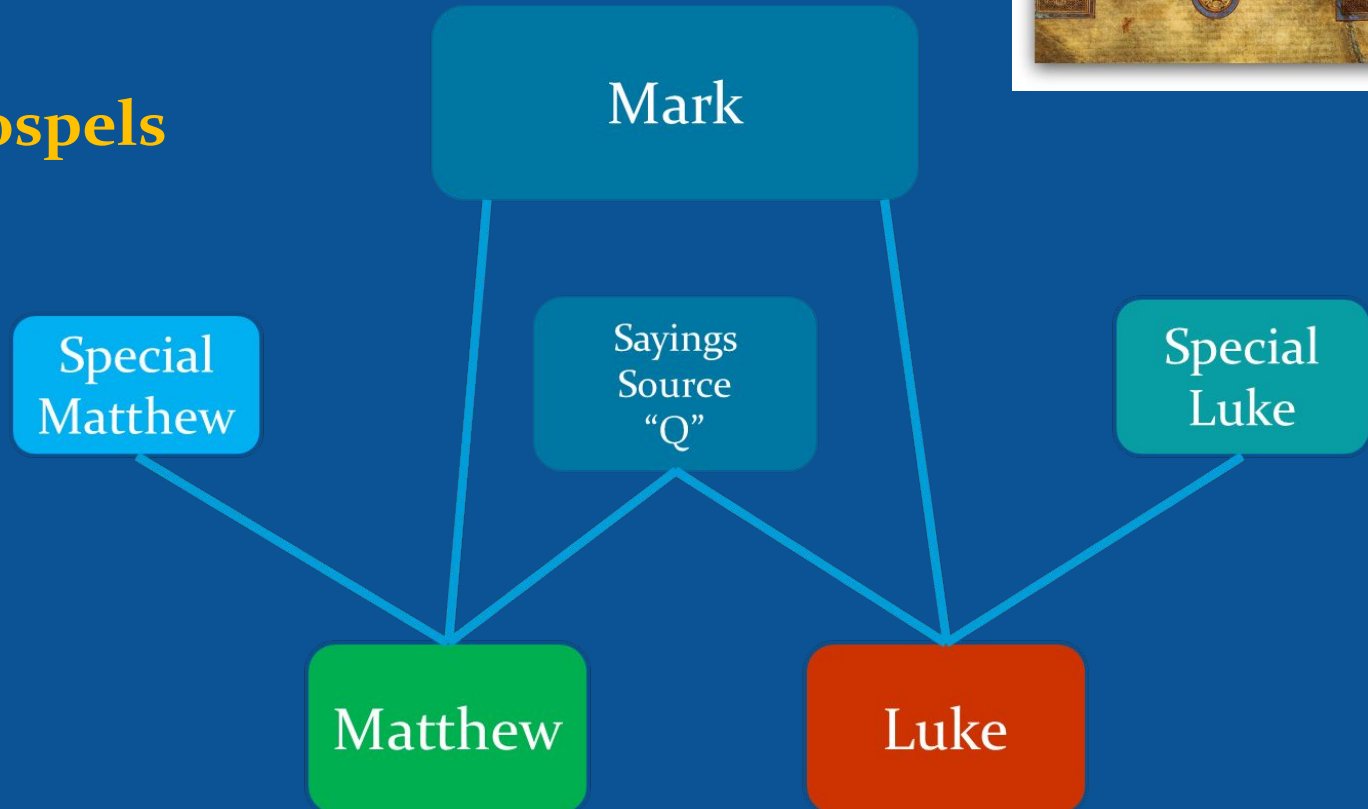 ospels
Mark
Special
Matthew
Sayings
Source
“Q”
Special
Luke
Matthew
Luke